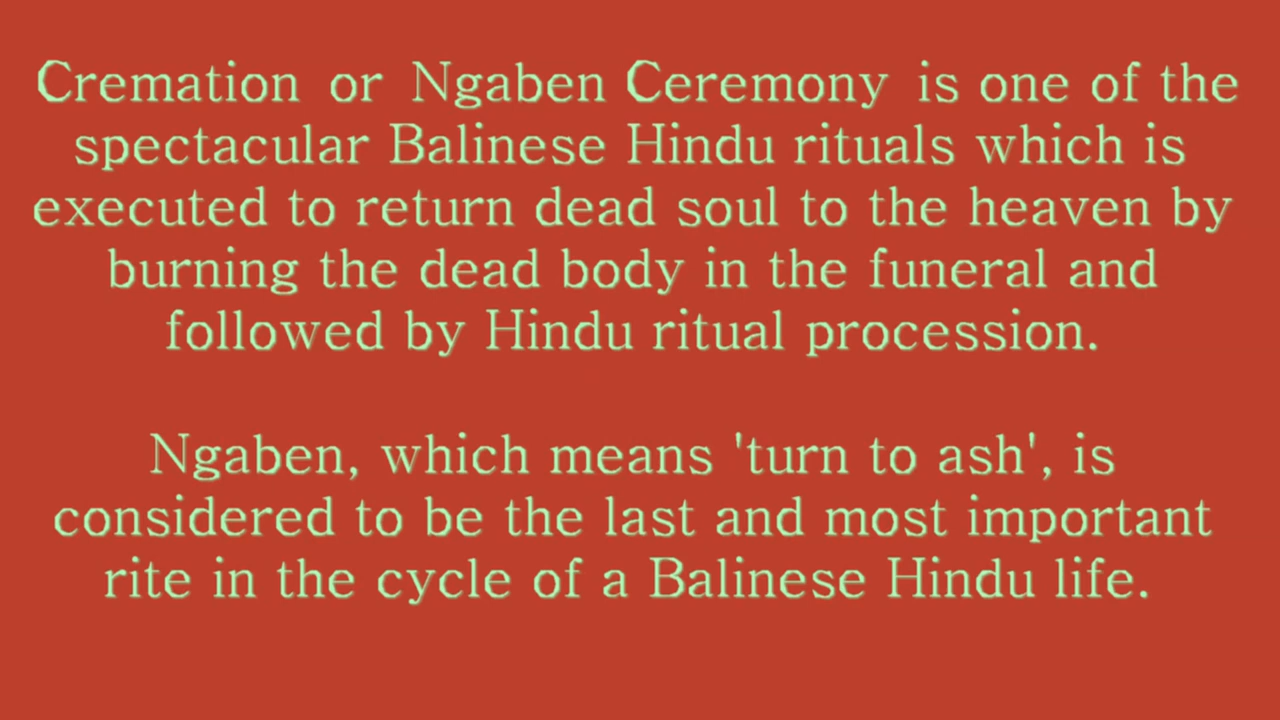 Cremation or Ngaben Ceremony is one of the
spectacular Balinese Hindu rituals which is
executed to return dead soul to the heaven by
burning the dead body in the funeral and
followed by Hindu ritual procession.
Ngaben, which means 'turn to ash', is
considered to be the last and most important
rite in the cycle of a Balinese Hindu life.